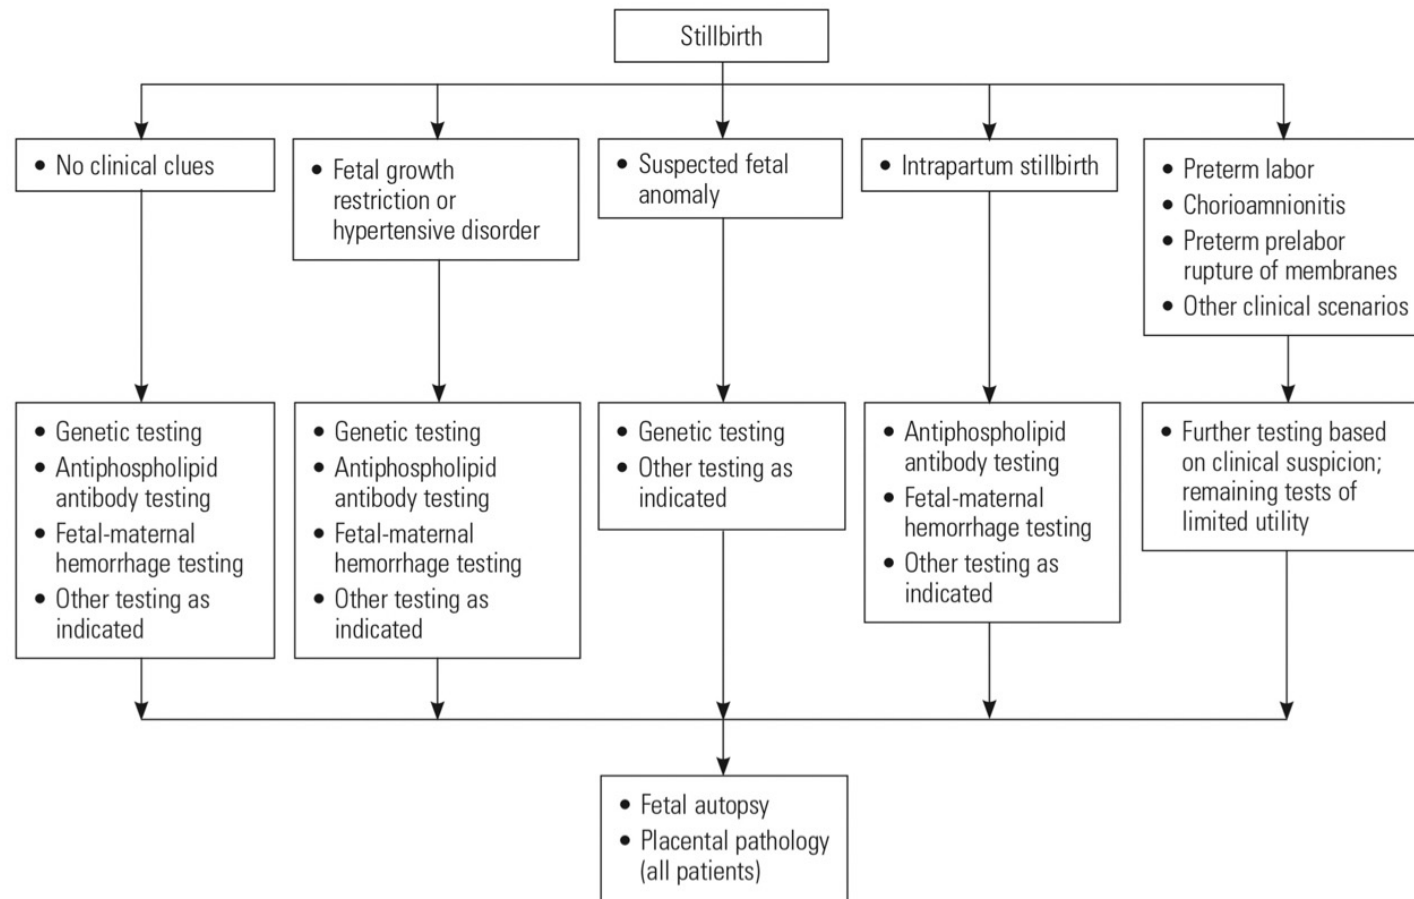 Stillbirth
• No clinical clues
• Fetal growth
restriction or
hypertensive disorder
• Suspected fetal
anomaly
• Intrapartum stillbirth
• Preterm labor
• Chorioamnionitis
• Preterm prelabor
rupture of membranes
• Other clinical scenarios
• Genetic testing
• Antiphospholipid
antibody testing
• Fetal-maternal
hemorrhage testing
• Other testing as
indicated
• Genetic testing
• Antiphospholipid
antibody testing
• Fetal-maternal
hemorrhage testing
• Other testing as
indicated
• Genetic testing
• Other testing as
indicated
• Antiphospholipid
antibody testing
• Fetal-maternal
hemorrhage testing
• Other testing as
indicated
• Further testing based
on clinical suspicion;
remaining tests of
limited utility
• Fetal autopsy
• Placental pathology
(all patients)